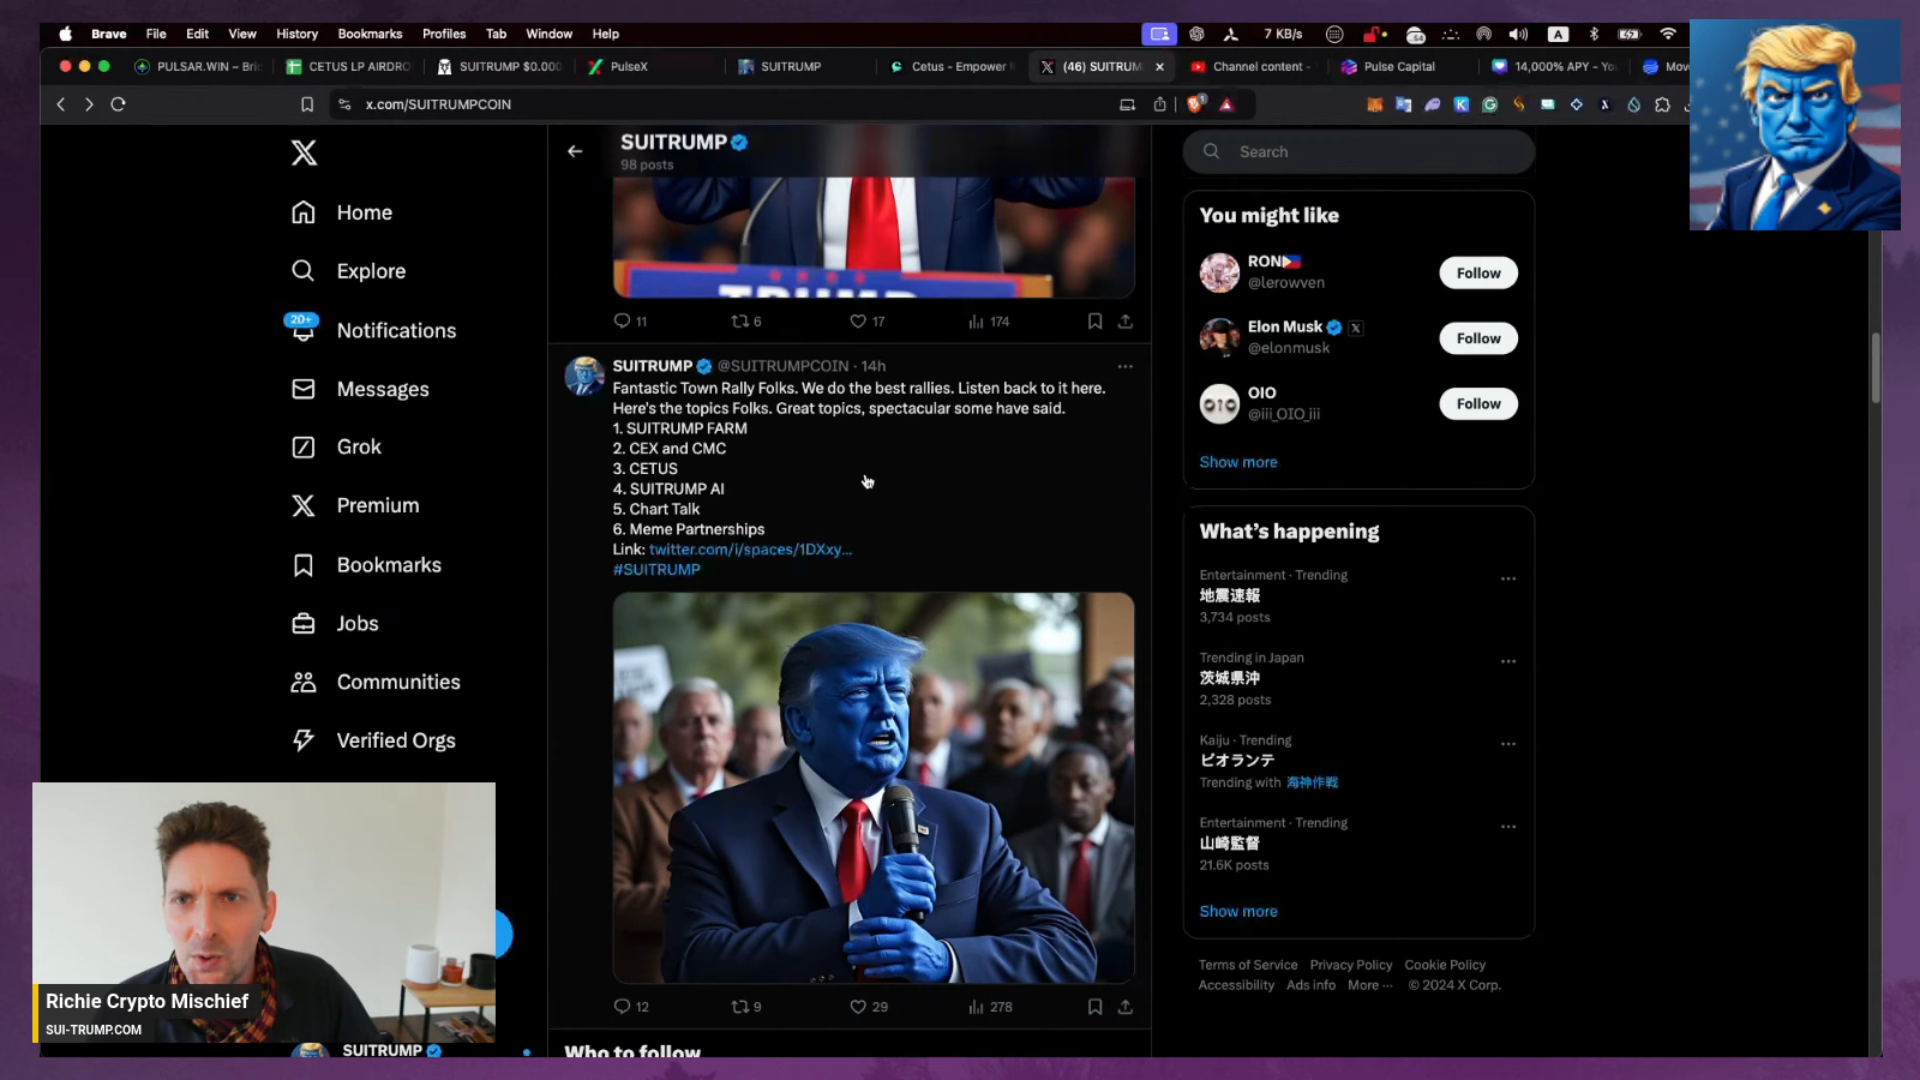 Brave File Edit View History Bookmarks Profiles Tab Window Help
7 KB/s
A
PULSAR.WIN – Bri
CETUS LP AIRDRO
SUITRUMP $0.000
PulseX
SUITRUMP
Cetus - Empower
(46) SUITRUM
Channel content -
Pulse Capital
14,000% APY - Yo
Mov
x.com/SUITRUMPCOIN
Home
Explore
20+
Notifications
Messages
Grok
Premium
Bookmarks
Jobs
Communities
Verified Orgs
SUITRUMP
98 posts
TRUMP
11 6 17 174
SUITRUMP @SUITRUMPCOIN · 14h
Fantastic Town Rally Folks. We do the best rallies. Listen back to it here.
Here's the topics Folks. Great topics, spectacular some have said.
1. SUITRUMP FARM
2. CEX and CMC
3. CETUS
4. SUITRUMP AI
5. Chart Talk
6. Meme Partnerships
Link: twitter.com/i/spaces/1DXxy...
#SUITRUMP
12 9 29 278
Who to follow
Search
You might like
RON
@lerowven
Follow
Elon Musk
@elonmusk
Follow
OIO
@iii_OIO_iii
Follow
Show more
What's happening
Entertainment · Trending
地震速報
3,734 posts
Trending in Japan
茨城県沖
2,328 posts
Kaiju · Trending
ビオランテ
Trending with 海神作戦
Entertainment · Trending
山崎監督
21.6K posts
Show more
Terms of Service Privacy Policy Cookie Policy
Accessibility Ads info More ··· © 2024 X Corp.
Richie Crypto Mischief
SUI-TRUMP.COM
SUITRUMP